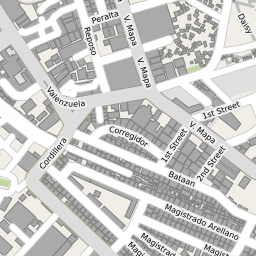 Peralta
V. Mapa
Daisy
Reposo
V. Mapa
Valenzuela
1st Street
Corregidor
V. Mapa
Cordillera
1st Street
2nd Street
Bataan
Magistrado Arellano
Magistrado
Magistrado